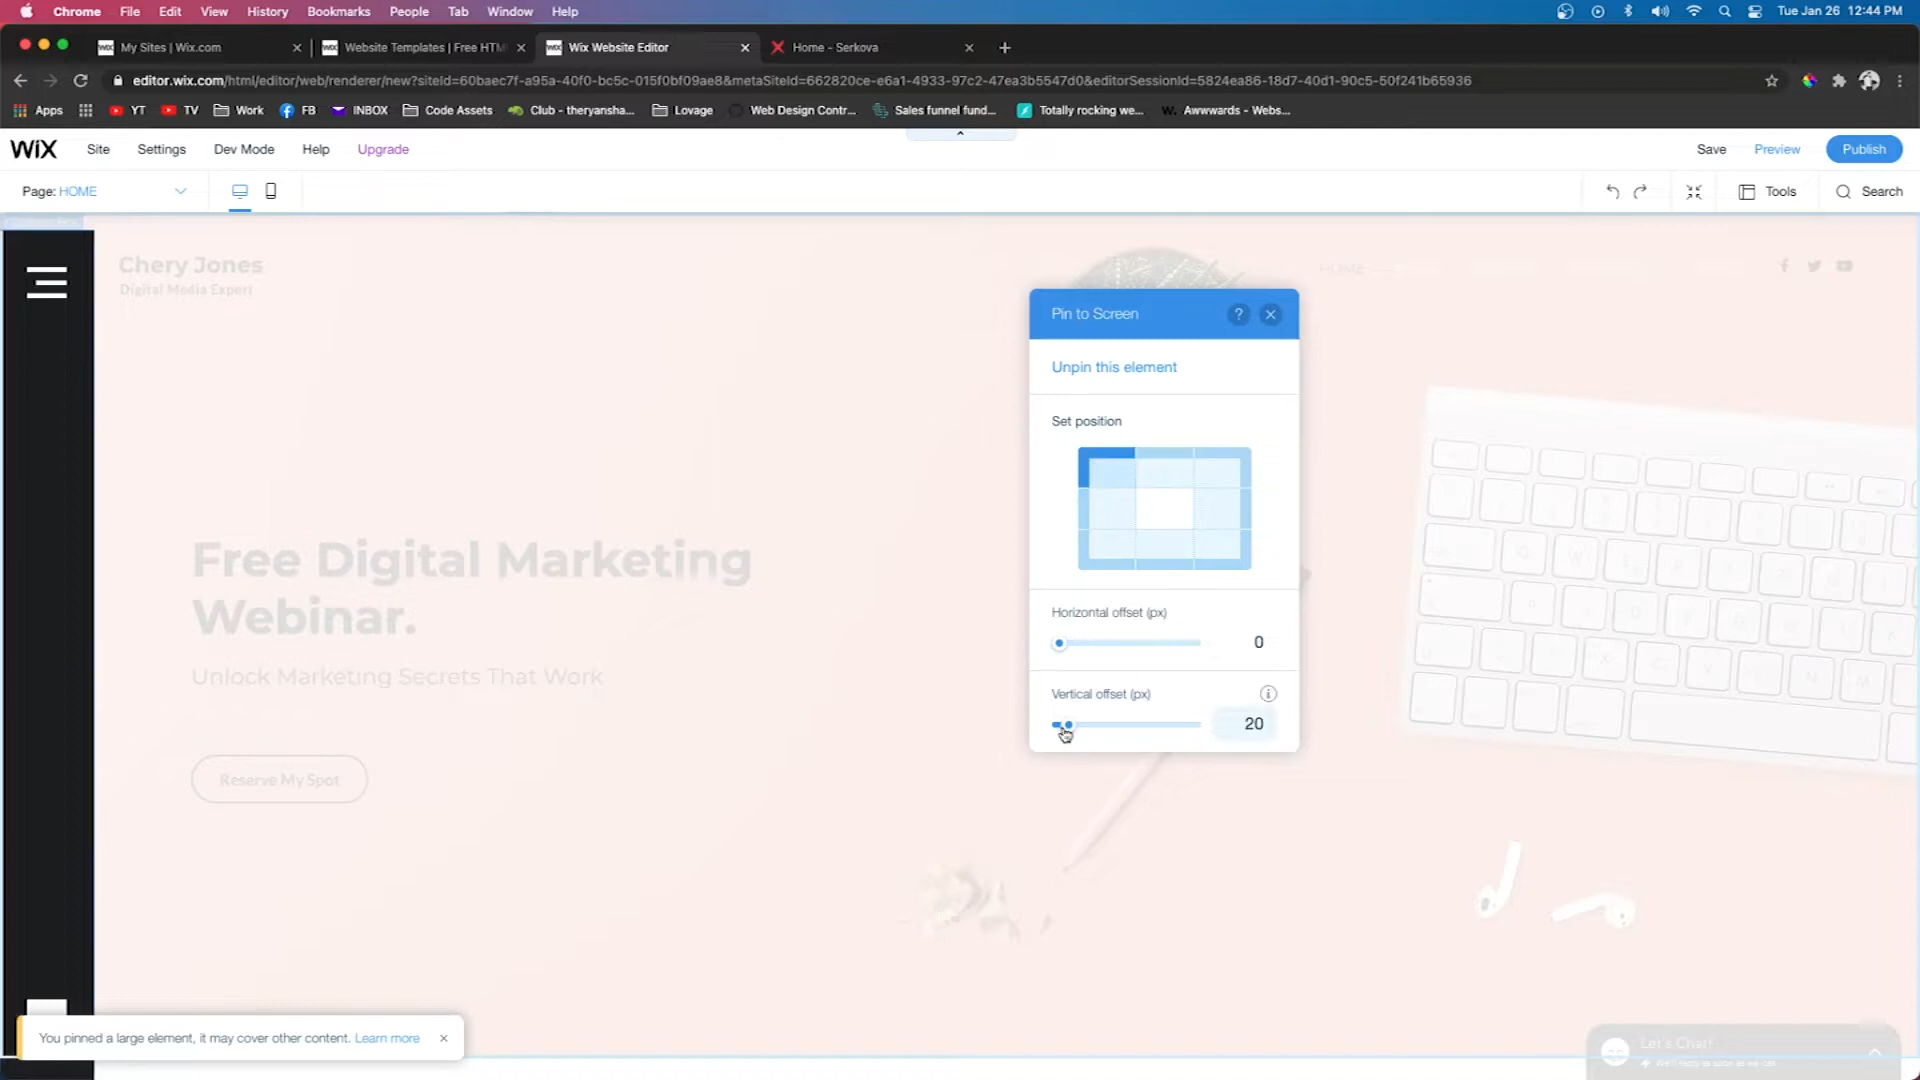 Chrome File Edit View History Bookmarks People Tab Window Help Tue Jan 26 12:44 PM
WiX My Sites | Wix.com WiX Website Templates | Free HTM WiX Wix Website Editor Home - Serkova
editor.wix.com/html/editor/web/renderer/new?siteId=60baec7f-a95a-40f0-bc5c-015f0bf09ae8&metaSiteId=662820ce-e6a1-4933-97c2-47ea3b5547d0&editorSessionId=5824ea86-18d7-40d1-90c5-50f241b65936
Apps YT TV Work FB INBOX Code Assets Club - theryansha... Lovage Web Design Contr... Sales funnel fund... Totally rocking we... W. Awwwards - Webs...
WiX Site Settings Dev Mode Help Upgrade Save Preview Publish
Page: HOME Tools Search
Chery Jones
Digital Media Expert
HOME
Pin to Screen ?
Unpin this element
Set position
Free Digital Marketing
Webinar.
Unlock Marketing Secrets That Work
Reserve My Spot
Horizontal offset (px)
0
Vertical offset (px) i
20
You pinned a large element, it may cover other content. Learn more
Let's Chat!